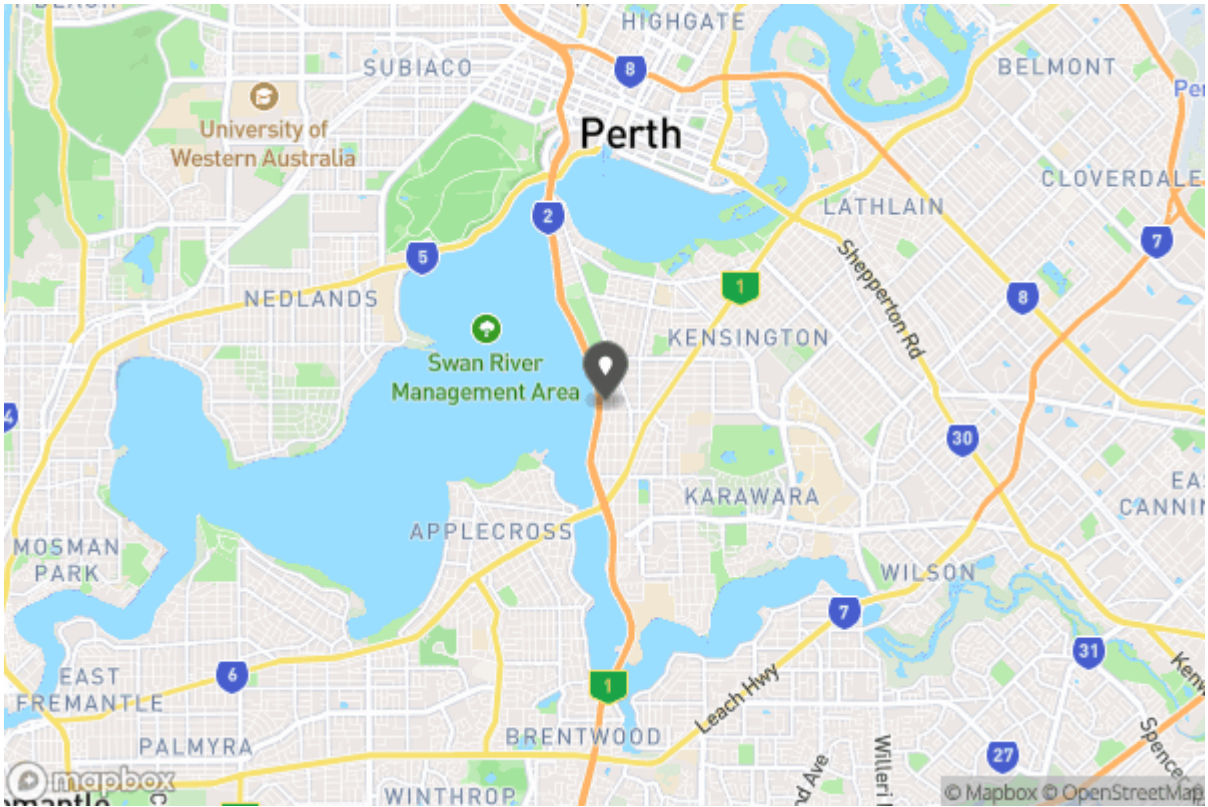 HIGHGATE
SUBIACO
8
BELMONT
University of
Western Australia
Perth
CLOVERDALE
LATHLAIN
2
7
5
Shepperton Rd
1
8
NEDLANDS
KENSINGTON
Swan River
Management Area
30
KARAWARA
APPLECROSS
MOSMAN
PARK
WILSON
7
31
EAST
FREMANTLE
6
1
Leach Hwy
PALMYRA
BRENTWOOD
27
mapbox
WINTHROP
© Mapbox © OpenStreetMap